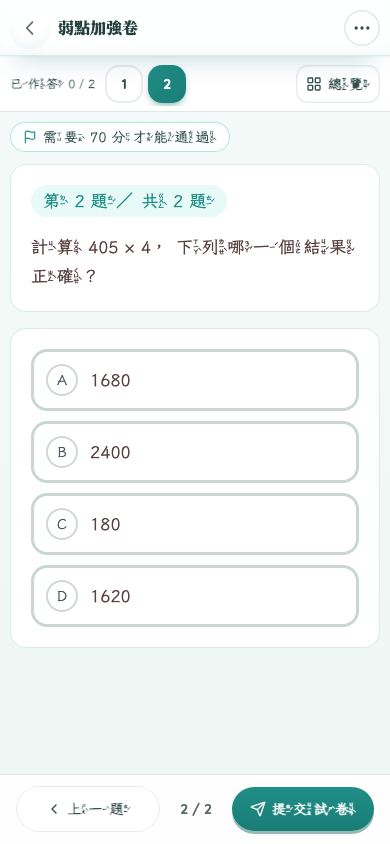 弱點加強卷
已作答 0 / 2
1
2
總覽
需要 70 分才能通過
第 2 題／ 共 2 題
計算 405 × 4， 下列哪一個結果
正確？
A 1680
B 2400
C 180
D 1620
上一題
2 / 2
提交試卷